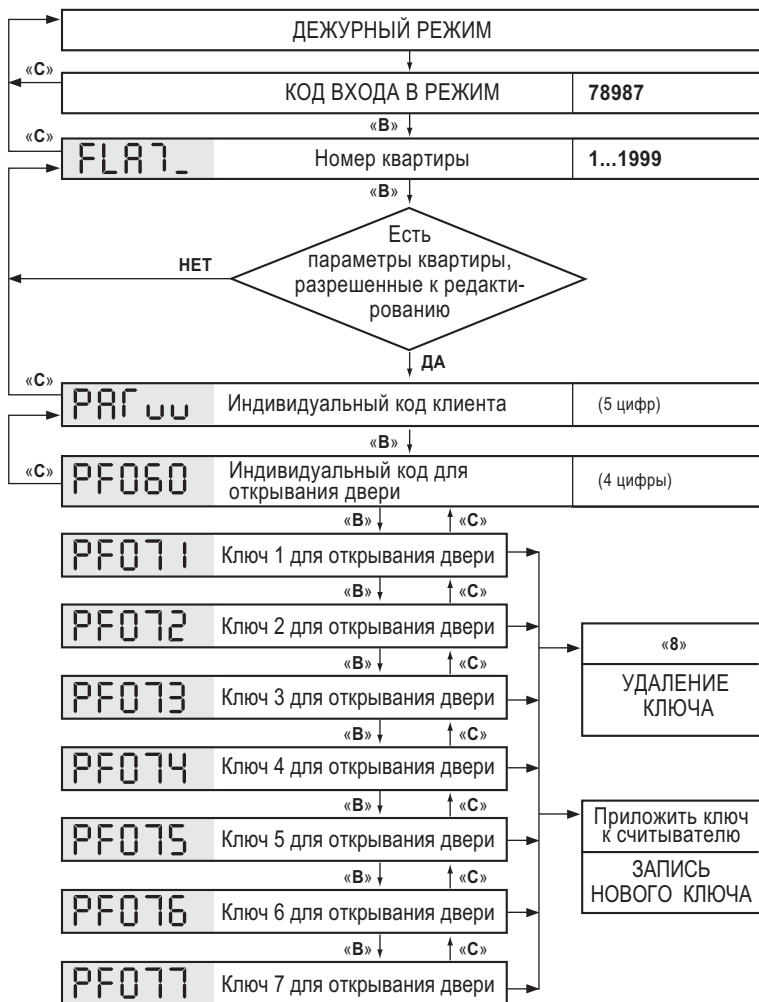 ДЕЖУРНЫЙ РЕЖИМ
«С»
КОД ВХОДА В РЕЖИМ 78987
«В»
«С»
FLAT_ Номер квартиры 1...1999
«В»
Есть
параметры квартиры,
разрешенные к редакти-
рованию
НЕТ
ДА
«С»
PAГ Индивидуальный код клиента (5 цифр)
«В»
«С»
PF060 Индивидуальный код для
открывания двери (4 цифры)
«В» «С»
PF071 Ключ 1 для открывания двери
«В» «С»
PF072 Ключ 2 для открывания двери
«В» «С»
PF073 Ключ 3 для открывания двери
«В» «С»
PF074 Ключ 4 для открывания двери
«В» «С»
PF075 Ключ 5 для открывания двери
«В» «С»
PF076 Ключ 6 для открывания двери
«В» «С»
PF077 Ключ 7 для открывания двери
«8»
УДАЛЕНИЕ
КЛЮЧА
Приложить ключ
к считывателю
ЗАПИСЬ
НОВОГО КЛЮЧА